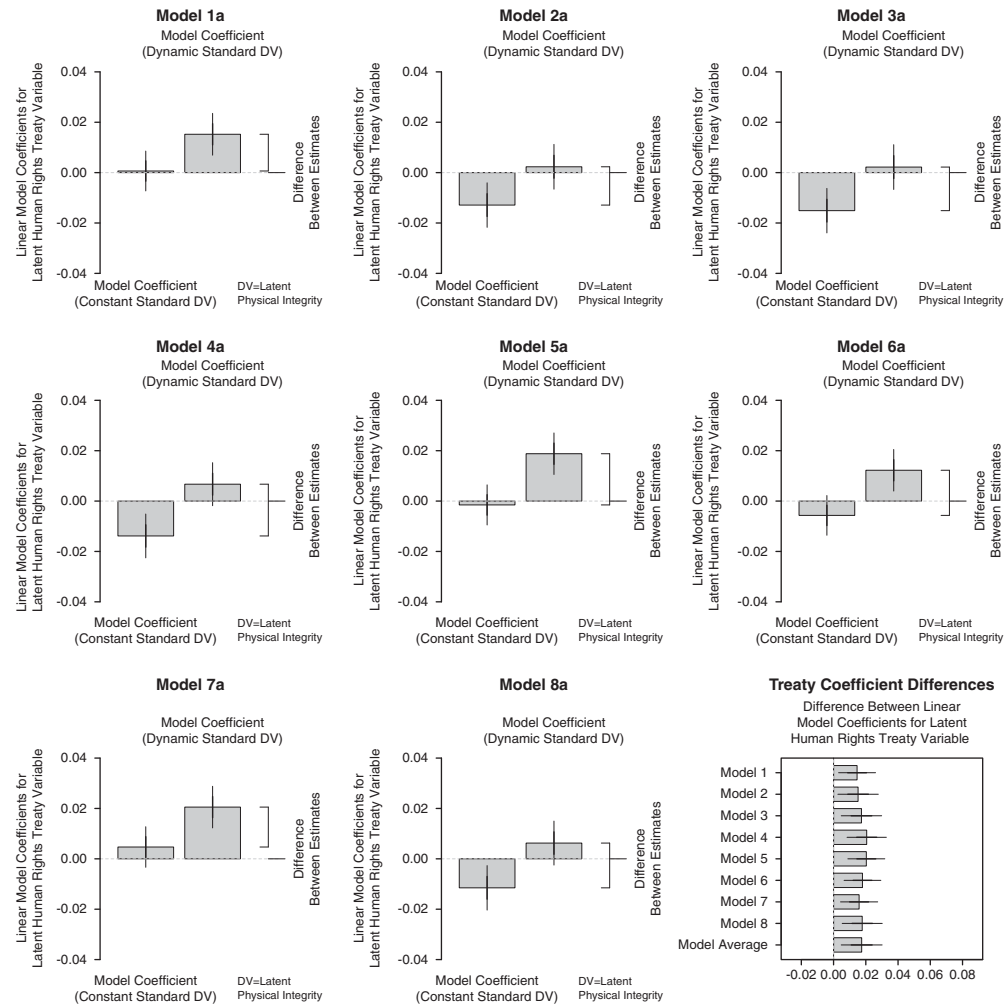 Model 1a
Model Coefficient
(Dynamic Standard DV)
Linear Model Coefficients for
Latent Human Rights Treaty Variable
0.04
0.02
0.00
-0.02
-0.04
Difference
Between Estimates
Model Coefficient
(Constant Standard DV)
DV=Latent
Physical Integrity
Model 2a
Model Coefficient
(Dynamic Standard DV)
Linear Model Coefficients for
Latent Human Rights Treaty Variable
0.04
0.02
0.00
-0.02
-0.04
Difference
Between Estimates
Model Coefficient
(Constant Standard DV)
DV=Latent
Physical Integrity
Model 3a
Model Coefficient
(Dynamic Standard DV)
Linear Model Coefficients for
Latent Human Rights Treaty Variable
0.04
0.02
0.00
-0.02
-0.04
Difference
Between Estimates
Model Coefficient
(Constant Standard DV)
DV=Latent
Physical Integrity
Model 4a
Model Coefficient
(Dynamic Standard DV)
Linear Model Coefficients for
Latent Human Rights Treaty Variable
0.04
0.02
0.00
-0.02
-0.04
Difference
Between Estimates
Model Coefficient
(Constant Standard DV)
DV=Latent
Physical Integrity
Model 5a
Model Coefficient
(Dynamic Standard DV)
Linear Model Coefficients for
Latent Human Rights Treaty Variable
0.04
0.02
0.00
-0.02
-0.04
Difference
Between Estimates
Model Coefficient
(Constant Standard DV)
DV=Latent
Physical Integrity
Model 6a
Model Coefficient
(Dynamic Standard DV)
Linear Model Coefficients for
Latent Human Rights Treaty Variable
0.04
0.02
0.00
-0.02
-0.04
Difference
Between Estimates
Model Coefficient
(Constant Standard DV)
DV=Latent
Physical Integrity
Model 7a
Model Coefficient
(Dynamic Standard DV)
Linear Model Coefficients for
Latent Human Rights Treaty Variable
0.04
0.02
0.00
-0.02
-0.04
Difference
Between Estimates
Model Coefficient
(Constant Standard DV)
DV=Latent
Physical Integrity
Model 8a
Model Coefficient
(Dynamic Standard DV)
Linear Model Coefficients for
Latent Human Rights Treaty Variable
0.04
0.02
0.00
-0.02
-0.04
Difference
Between Estimates
Model Coefficient
(Constant Standard DV)
DV=Latent
Physical Integrity
Treaty Coefficient Differences
Difference Between Linear
Model Coefficients for Latent
Human Rights Treaty Variable
Model 1
Model 2
Model 3
Model 4
Model 5
Model 6
Model 7
Model 8
Model Average
-0.02 0.00 0.02 0.04 0.06 0.08